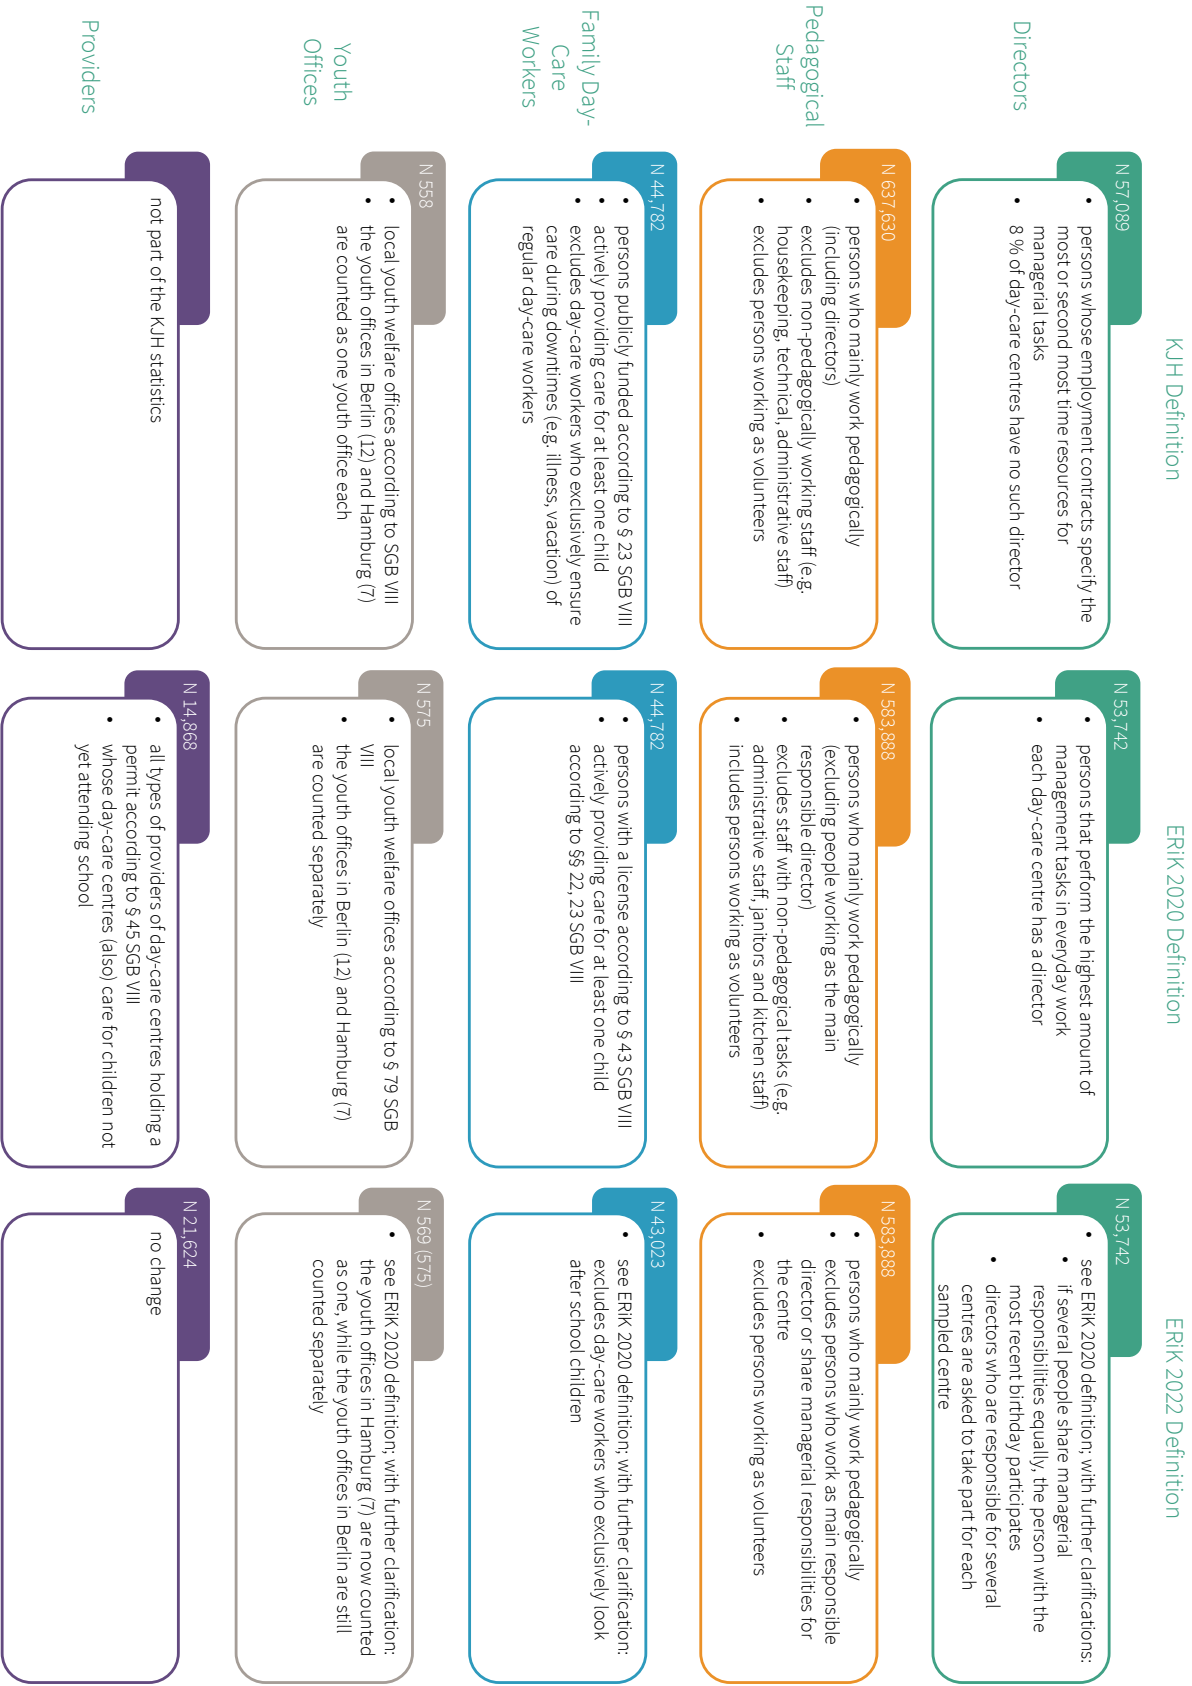 KJH Definition
ERiK 2020 Definition
ERiK 2022 Definition
Directors
N 57,089
• persons whose employment contracts specify the
most or second most time resources for
managerial tasks
• 8 % of day-care centres have no such director
N 53,742
• persons that perform the highest amount of
management tasks in everyday work
• each day-care centre has a director
N 53,742
• see ERiK 2020 definition; with further clarifications:
• if several people share managerial
responsibilities equally, the person with the
most recent birthday participates
• directors who are responsible for several
centres are asked to take part for each
sampled centre
Pedagogical
Staff
N 637,630
• persons who mainly work pedagogically
(including directors)
• excludes non-pedagogically working staff (e.g.
housekeeping, technical, administrative staff)
• excludes persons working as volunteers
N 583,888
• persons who mainly work pedagogically
(excluding people working as the main
responsible director)
• excludes staff with non-pedagogical tasks (e.g.
administrative staff, janitors and kitchen staff)
• includes persons working as volunteers
N 583,888
• persons who mainly work pedagogically
• excludes persons who work as main responsible
director or share managerial responsibilities for
the centre
• excludes persons working as volunteers
Family Day-
Care
Workers
N 44,782
• persons publicly funded according to § 23 SGB VIII
• actively providing care for at least one child
• excludes day-care workers who exclusively ensure
care during downtimes (e.g. illness, vacation) of
regular day-care workers
N 44,782
• persons with a license according to § 43 SGB VIII
• actively providing care for at least one child
according to §§ 22, 23 SGB VIII
N 43,023
• see ERiK 2020 definition; with further clarification:
excludes day-care workers who exclusively look
after school children
Youth
Offices
N 558
• local youth welfare offices according to SGB VIII
• the youth offices in Berlin (12) and Hamburg (7)
are counted as one youth office each
N 575
• local youth welfare offices according to § 79 SGB
VIII
• the youth offices in Berlin (12) and Hamburg (7)
are counted separately
N 569 (575)
• see ERiK 2020 definition; with further clarification:
the youth offices in Hamburg (7) are now counted
as one, while the youth offices in Berlin are still
counted separately
Providers
not part of the KJH statistics
N 14,868
• all types of providers of day-care centres holding a
permit according to § 45 SGB VIII
• whose day-care centres (also) care for children not
yet attending school
N 21,624
no change